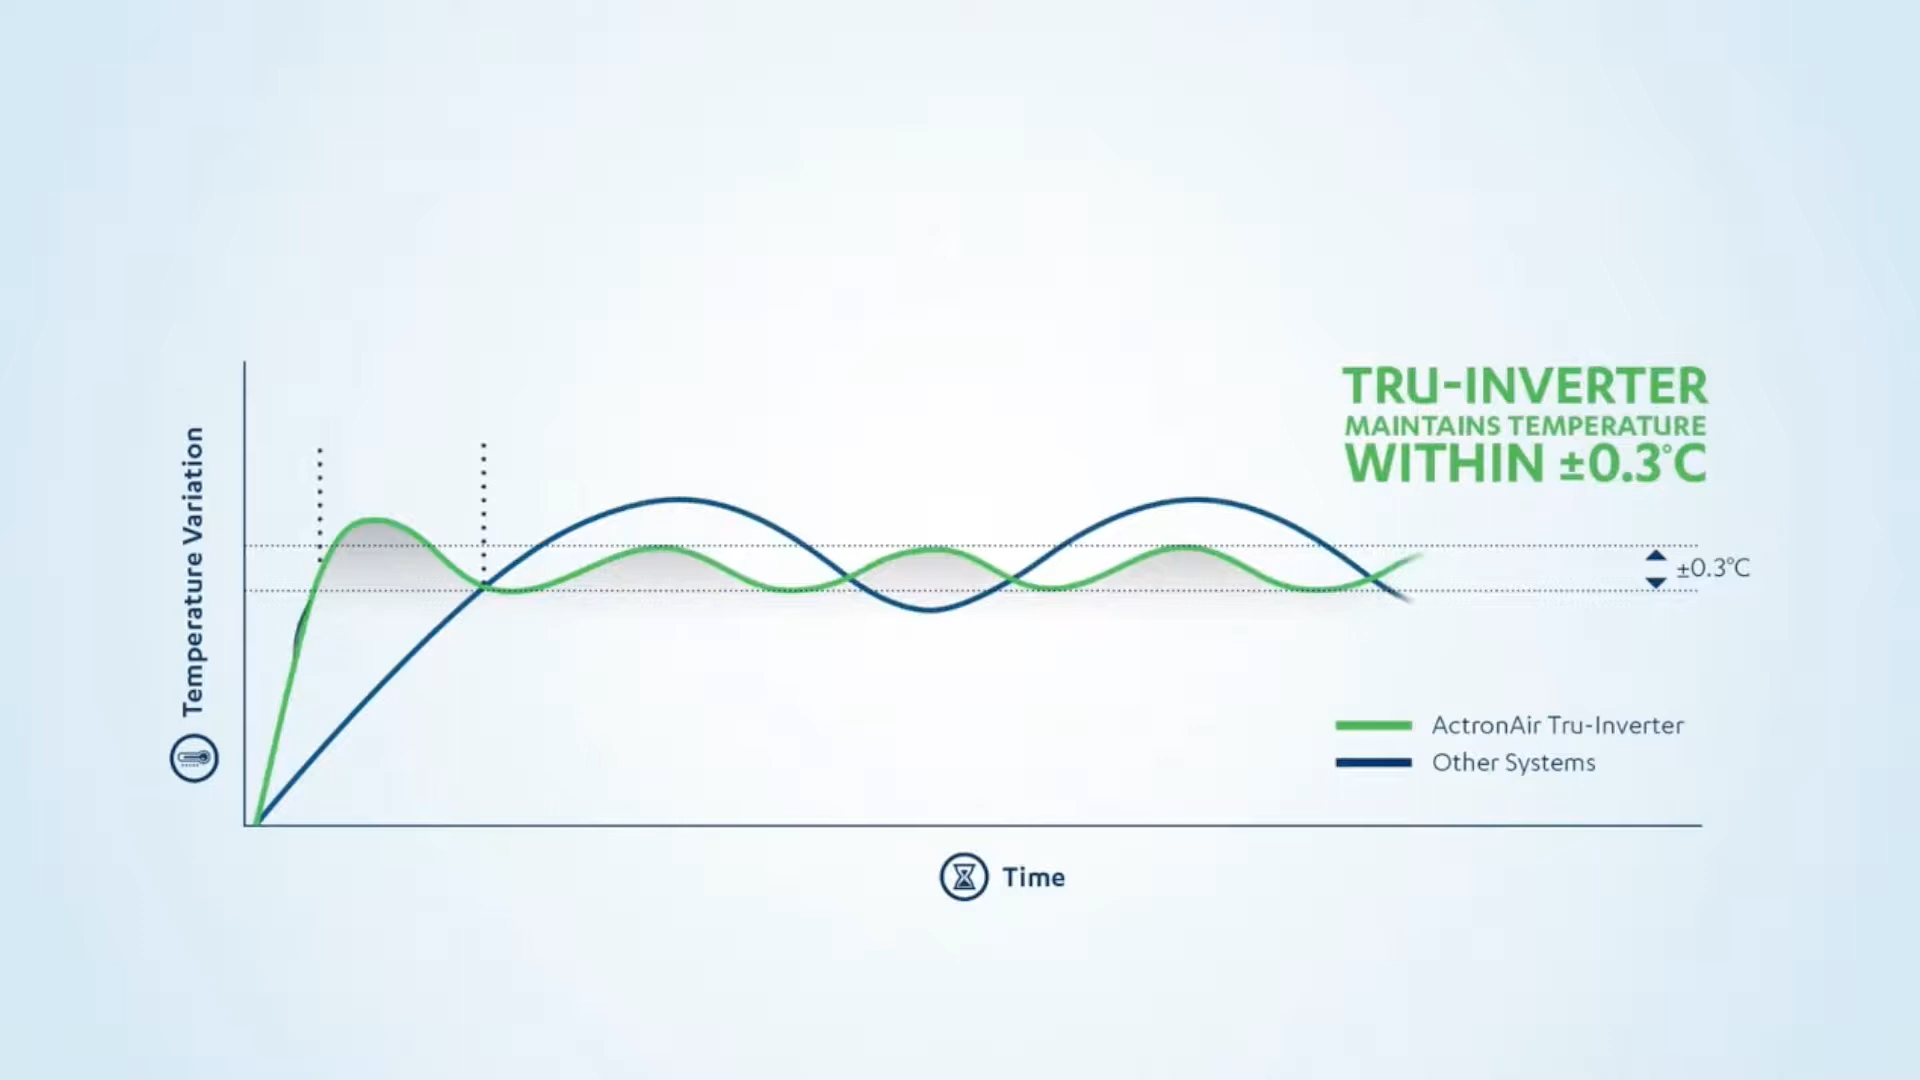 TRU-INVERTER
MAINTAINS TEMPERATURE
WITHIN ±0.3°C
Temperature Variation
±0.3°C
ActronAir Tru-Inverter
Other Systems
Time